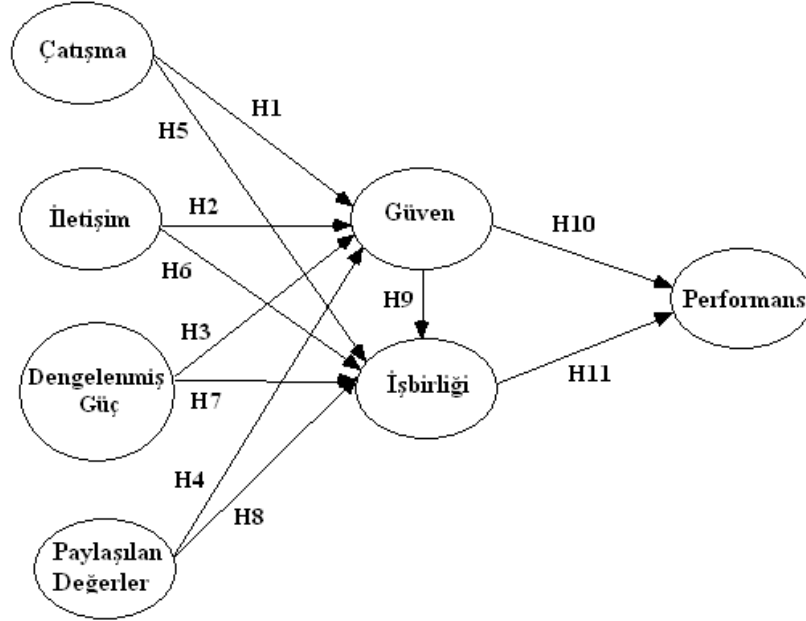 Çatışma
H1
H5
İletişim
H2
Güven
H10
H6
H9
Performans
H3
Dengelenmiş
Güç
H7
İşbirliği
H11
H4
H8
Paylaşılan
Değerler